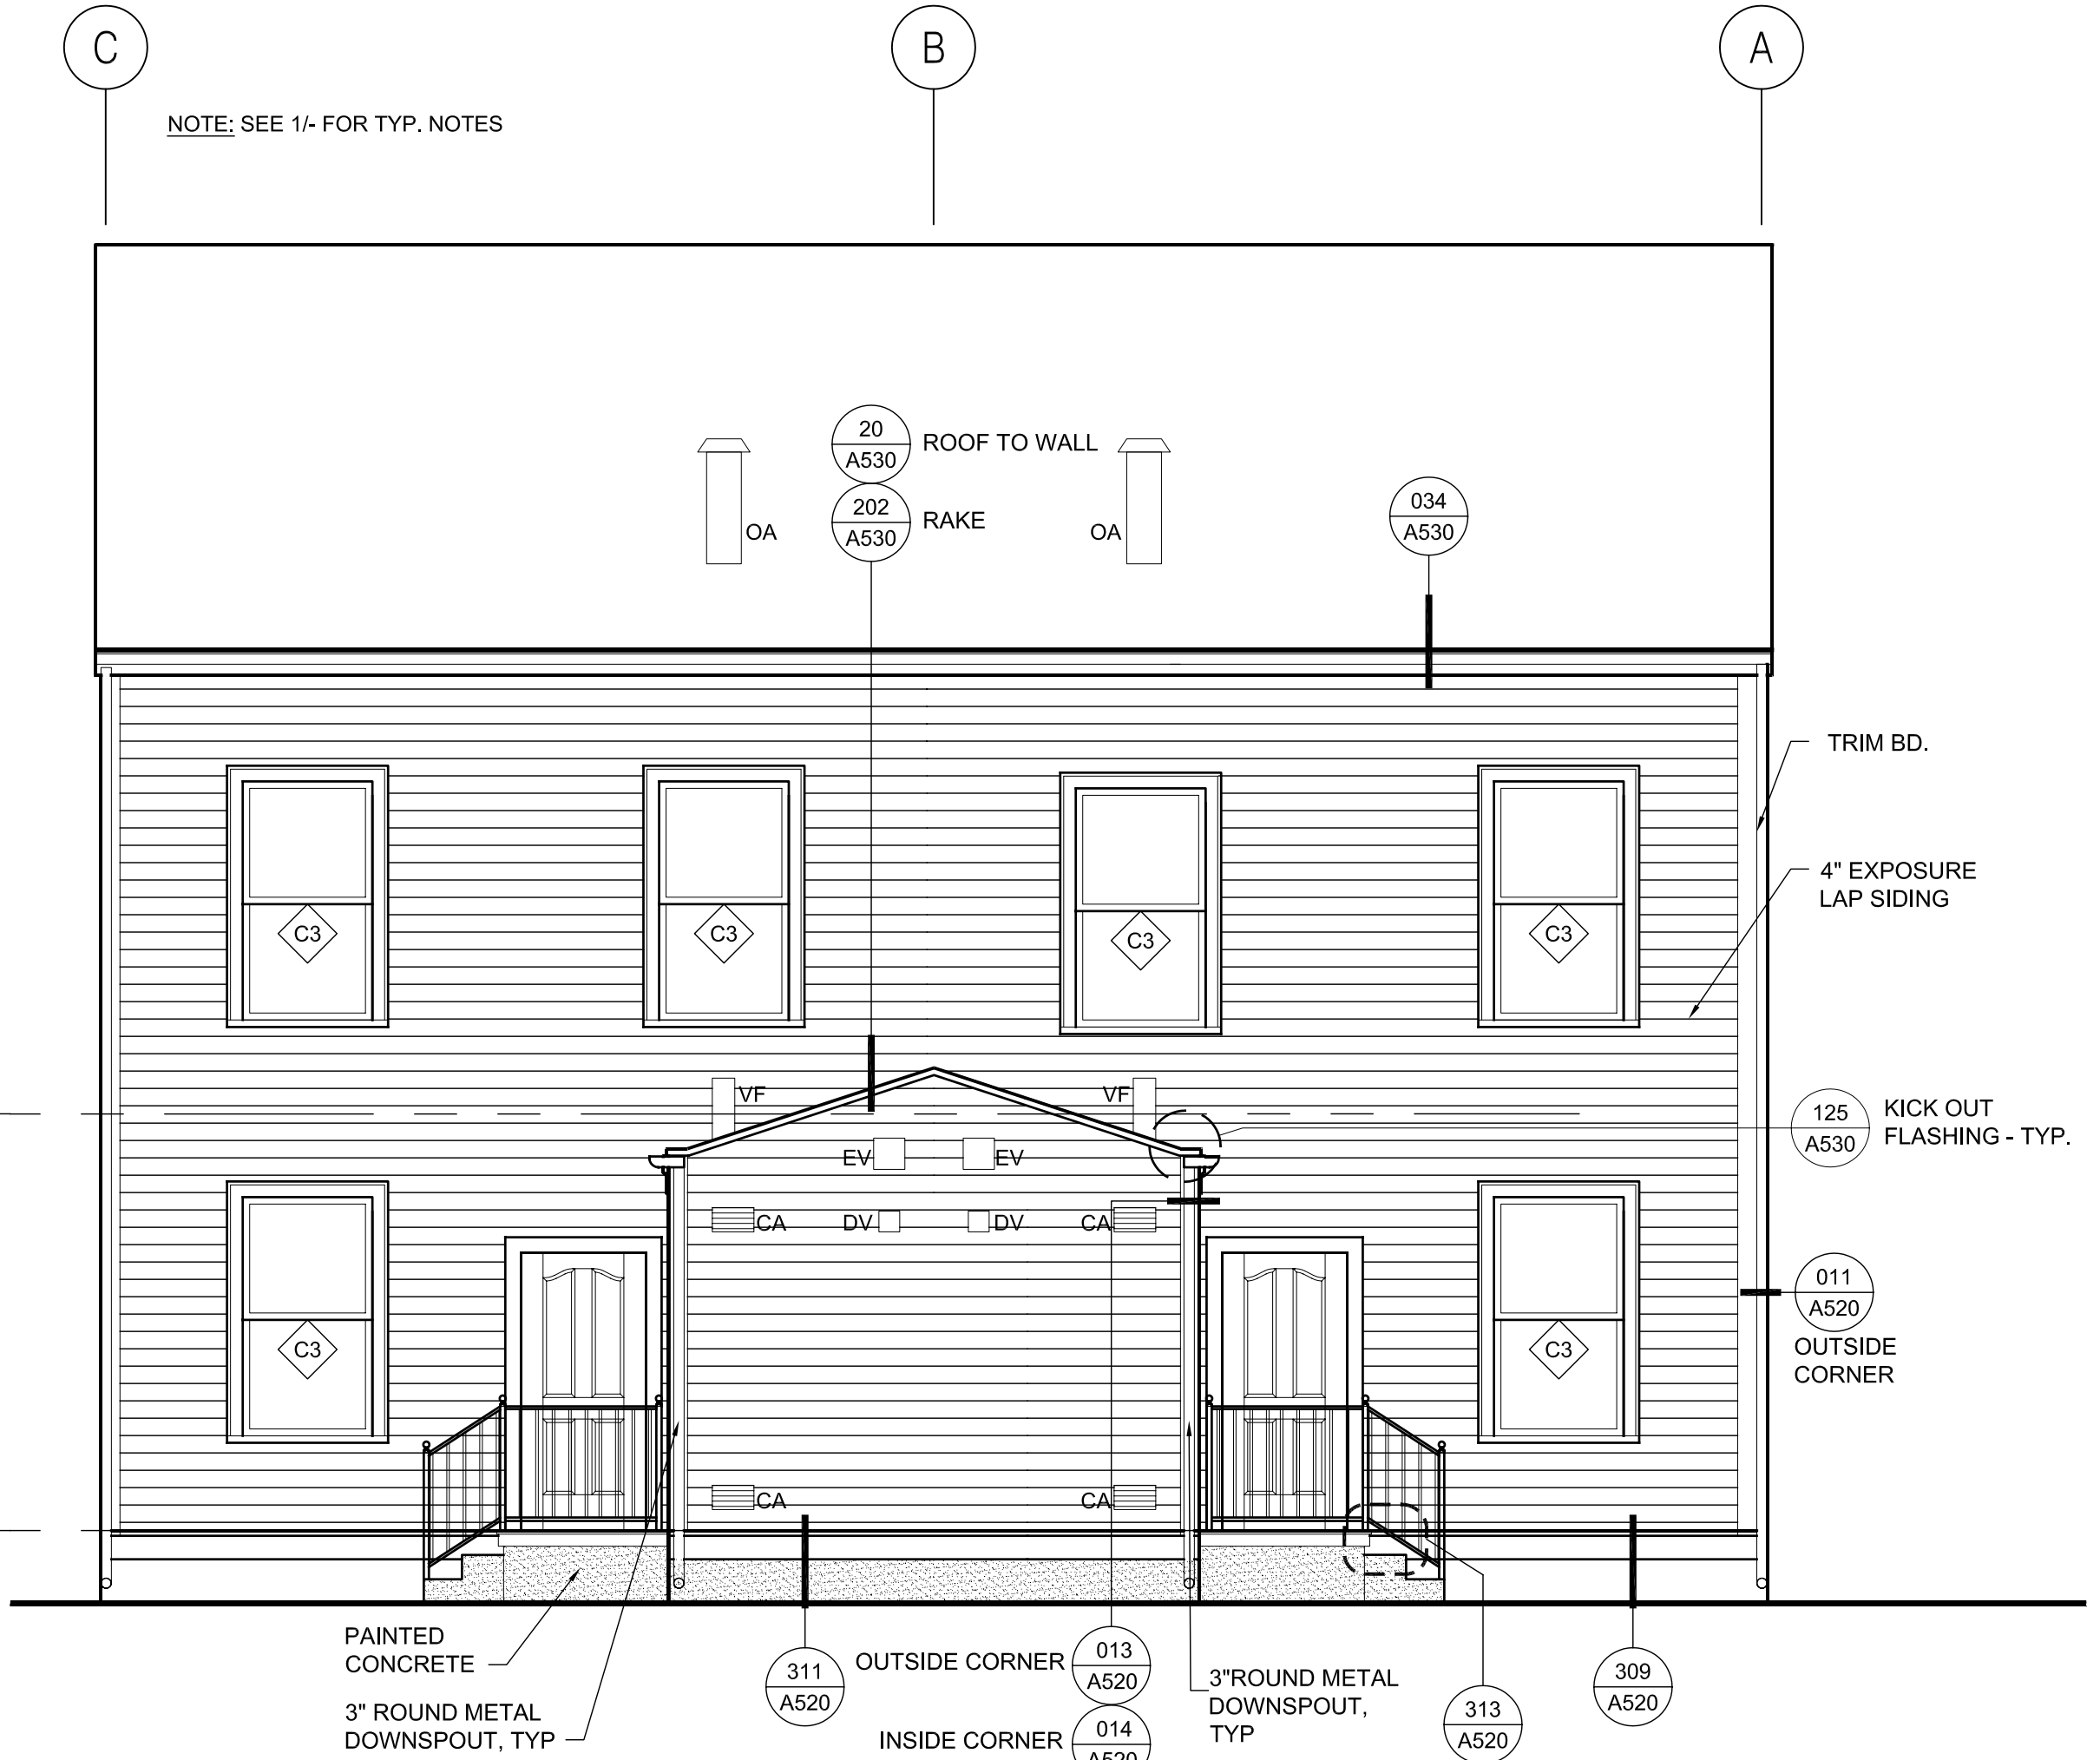 C
B
A
NOTE: SEE 1/- FOR TYP. NOTES
20
A530
ROOF TO WALL
202
A530
RAKE
OA
OA
034
A530
TRIM BD.
4" EXPOSURE
LAP SIDING
C3
C3
C3
C3
VF
VF
125
A530
KICK OUT
FLASHING - TYP.
EV
EV
CA
DV
DV
CA
011
A520
OUTSIDE
CORNER
C3
C3
CA
CA
PAINTED
CONCRETE
3" ROUND METAL
DOWNSPOUT, TYP
311
A520
OUTSIDE CORNER
013
A520
INSIDE CORNER
014
A520
3"ROUND METAL
DOWNSPOUT,
TYP
313
A520
309
A520